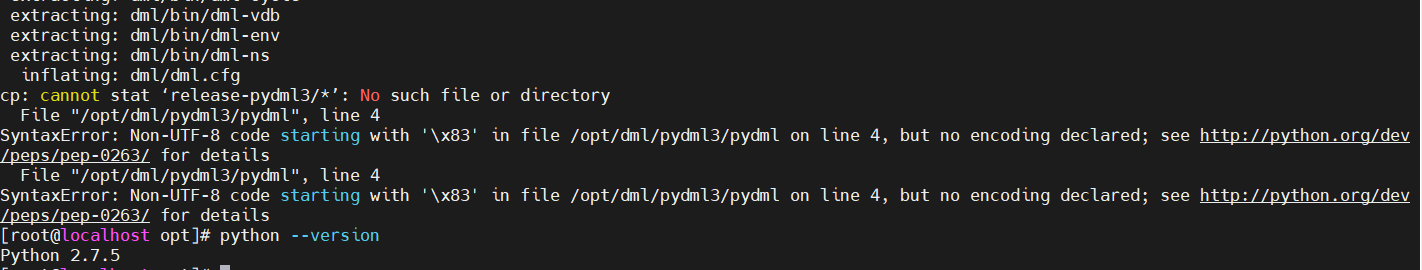 extracting: dml/bin/dml-vdb
extracting: dml/bin/dml-env
extracting: dml/bin/dml-ns
inflating: dml/dml.cfg
cp: cannot stat ‘release-pydml3/*’: No such file or directory
File "/opt/dml/pydml3/pydml", line 4
SyntaxError: Non-UTF-8 code starting with '\x83' in file /opt/dml/pydml3/pydml on line 4, but no encoding declared; see http://python.org/dev
/peps/pep-0263/ for details
File "/opt/dml/pydml3/pydml", line 4
SyntaxError: Non-UTF-8 code starting with '\x83' in file /opt/dml/pydml3/pydml on line 4, but no encoding declared; see http://python.org/dev
/peps/pep-0263/ for details
[root@localhost opt]# python --version
Python 2.7.5